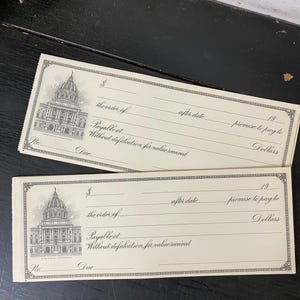 $ 19
after date promise to pay to
the order of
Dollars
Payable at
Without defalcation, for value received
No. Due
$ 19
after date promise to pay to
the order of
Dollars
Payable at
Without defalcation, for value received
No. Due